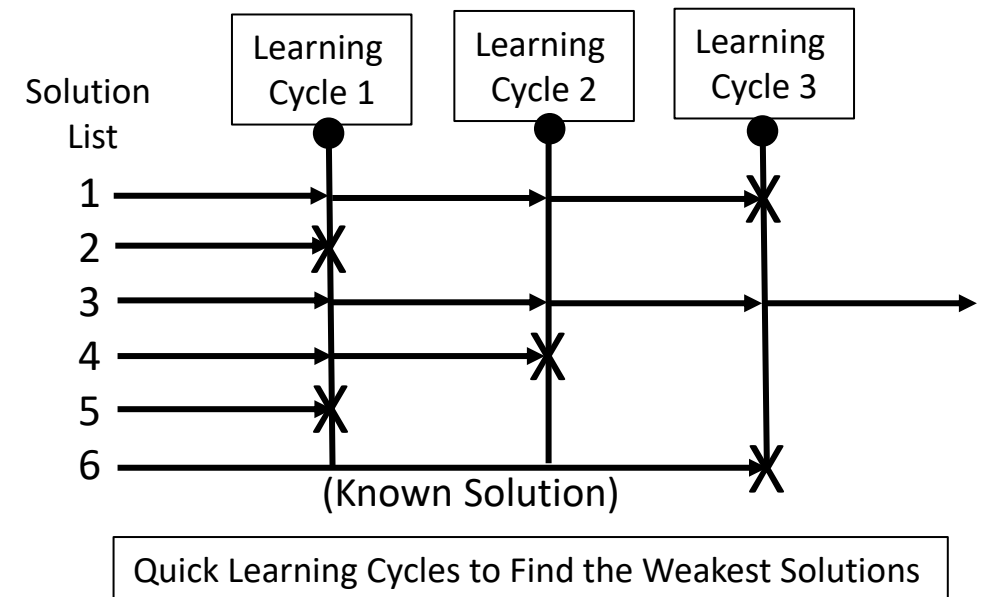 Learning
Cycle 1
Learning
Cycle 2
Learning
Cycle 3
Solution
List
1
2
3
4
5
6
(Known Solution)
Quick Learning Cycles to Find the Weakest Solutions